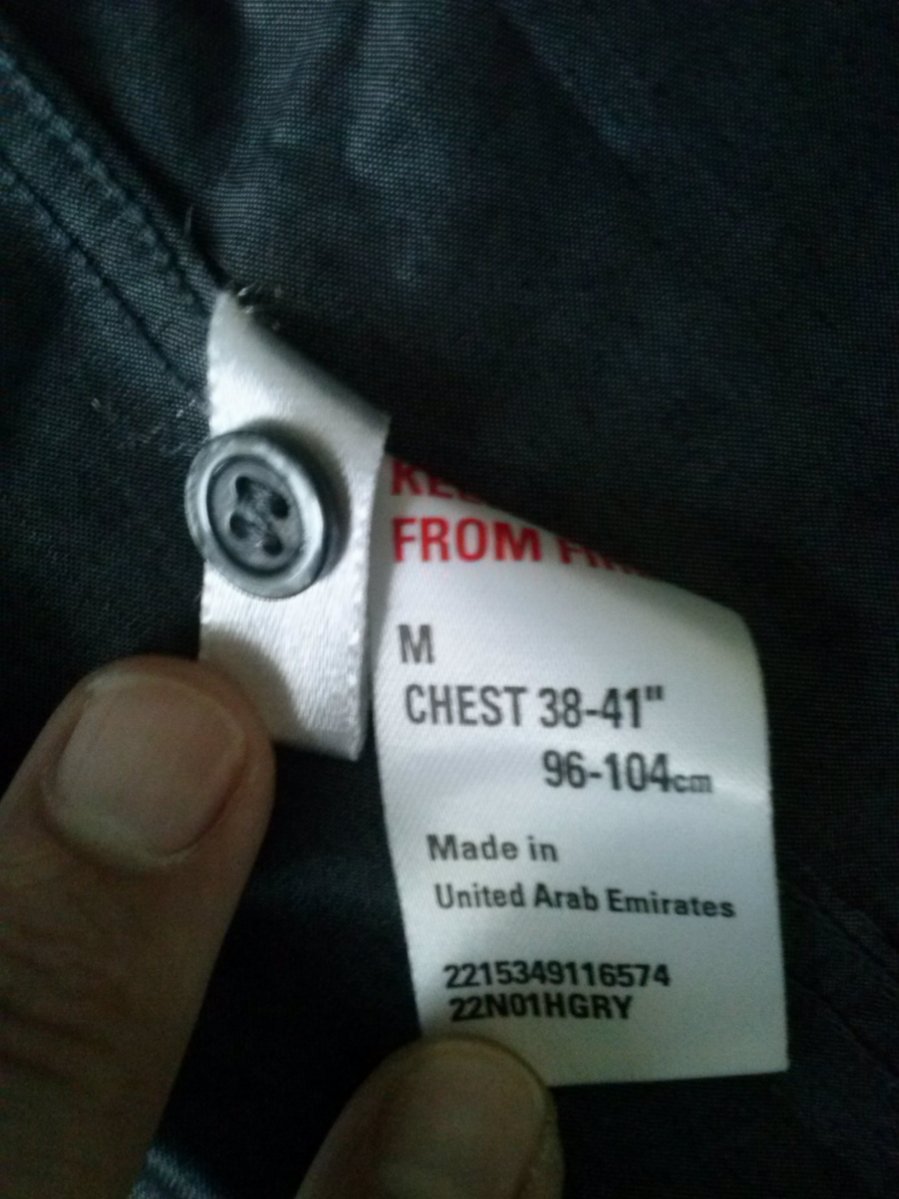 FROM
M
CHEST 38-41"
96-104cm
Made in
United Arab Emirates
2215349116574
22N01HGRY